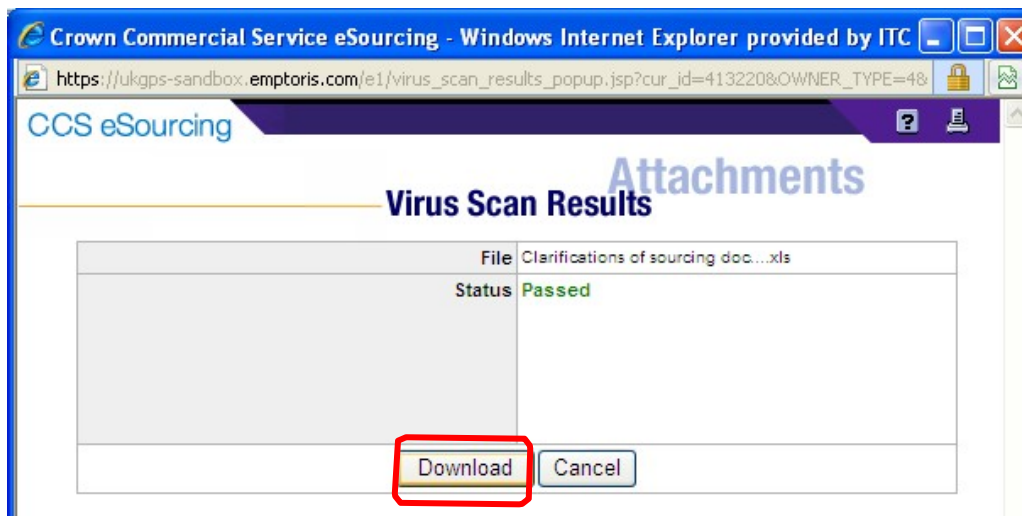 Crown Commercial Service eSourcing - Windows Internet Explorer provided by ITC
https://ukgps-sandbox.emptoris.com/e1/virus_scan_results_popup.jsp?cur_id=413220&OWNER_TYPE=4&
CCS eSourcing
?
Attachments
Virus Scan Results
File Clarifications of sourcing doc....xls
Status Passed
Download Cancel